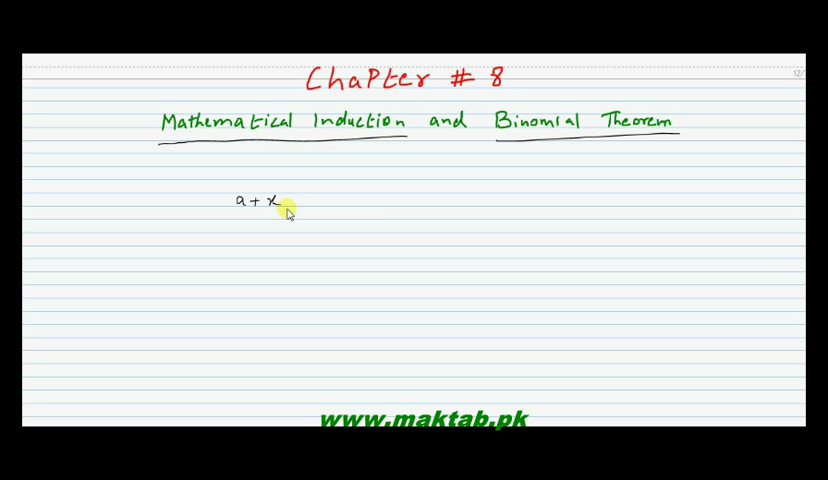 Chapter # 8
Mathematical Induction and Binomial Theorem
a + x
www.maktab.pk